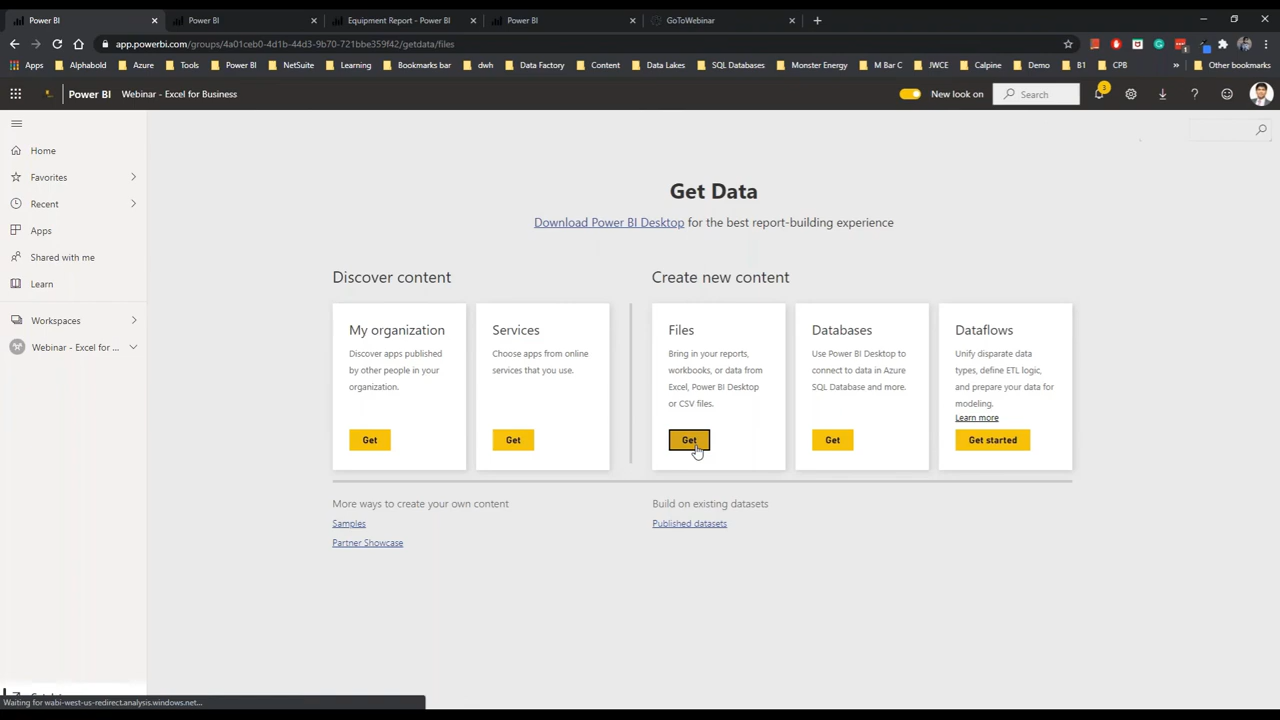 Power BI
Power BI
Equipment Report - Power BI
Power BI
GoToWebinar
app.powerbi.com/groups/4a01ceb0-4d1b-44d3-9b70-721bbe359f42/getdata/files
Apps
Alphabold
Azure
Tools
Power BI
NetSuite
Learning
Bookmarks bar
dwh
Data Factory
Content
Data Lakes
SQL Databases
Monster Energy
M Bar C
JWCE
Calpine
Demo
B1
CPB
»
Other bookmarks
Power BI
Webinar - Excel for Business
New look on
Search
3
Home
Favorites
Recent
Apps
Shared with me
Learn
Workspaces
Webinar - Excel for ...
Get Data
Download Power BI Desktop for the best report-building experience
Discover content
Create new content
My organization
Discover apps published
by other people in your
organization.
Get
Services
Choose apps from online
services that you use.
Get
Files
Bring in your reports,
workbooks, or data from
Excel, Power BI Desktop
or CSV files.
Get
Databases
Use Power BI Desktop to
connect to data in Azure
SQL Database and more.
Get
Dataflows
Unify disparate data
types, define ETL logic,
and prepare your data for
modeling.
Learn more
Get started
More ways to create your own content
Samples
Partner Showcase
Build on existing datasets
Published datasets
Waiting for wabi-west-us-redirect.analysis.windows.net...